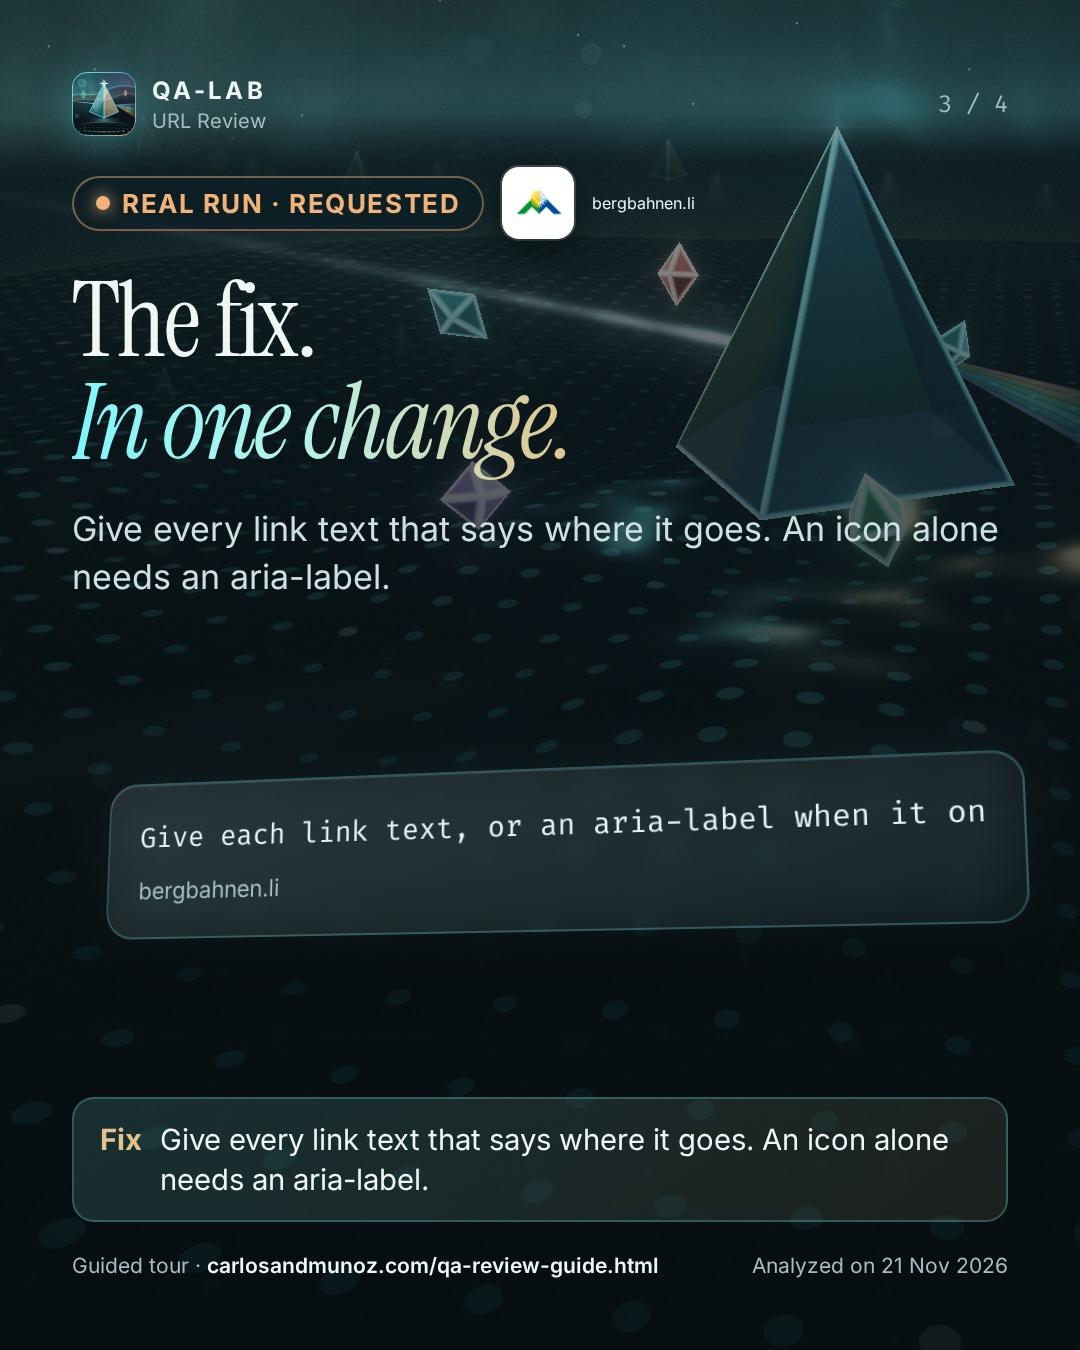 QA-LAB
URL Review
3 / 4
REAL RUN · REQUESTED
bergbahnen.li
The fix.
In one change.
Give every link text that says where it goes. An icon alone
needs an aria-label.
Give each link text, or an aria-label when it on
bergbahnen.li
Fix Give every link text that says where it goes. An icon alone
needs an aria-label.
Guided tour · carlosandmunoz.com/qa-review-guide.html
Analyzed on 21 Nov 2026